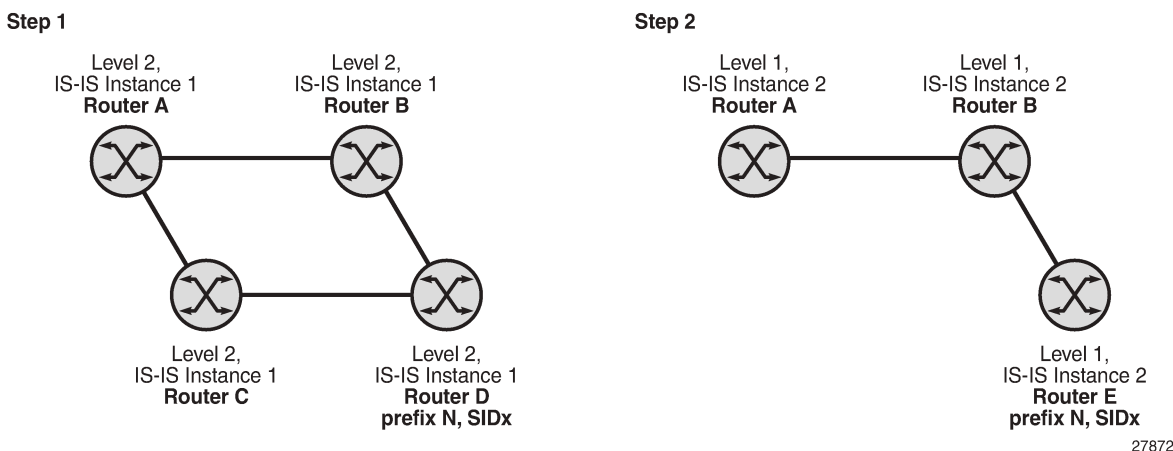 Step 1
Level 2,
IS-IS Instance 1
Router A
Level 2,
IS-IS Instance 1
Router B
Level 2,
IS-IS Instance 1
Router C
Level 2,
IS-IS Instance 1
Router D
prefix N, SIDx
Step 2
Level 1,
IS-IS Instance 2
Router A
Level 1,
IS-IS Instance 2
Router B
Level 1,
IS-IS Instance 2
Router E
prefix N, SIDx
27872